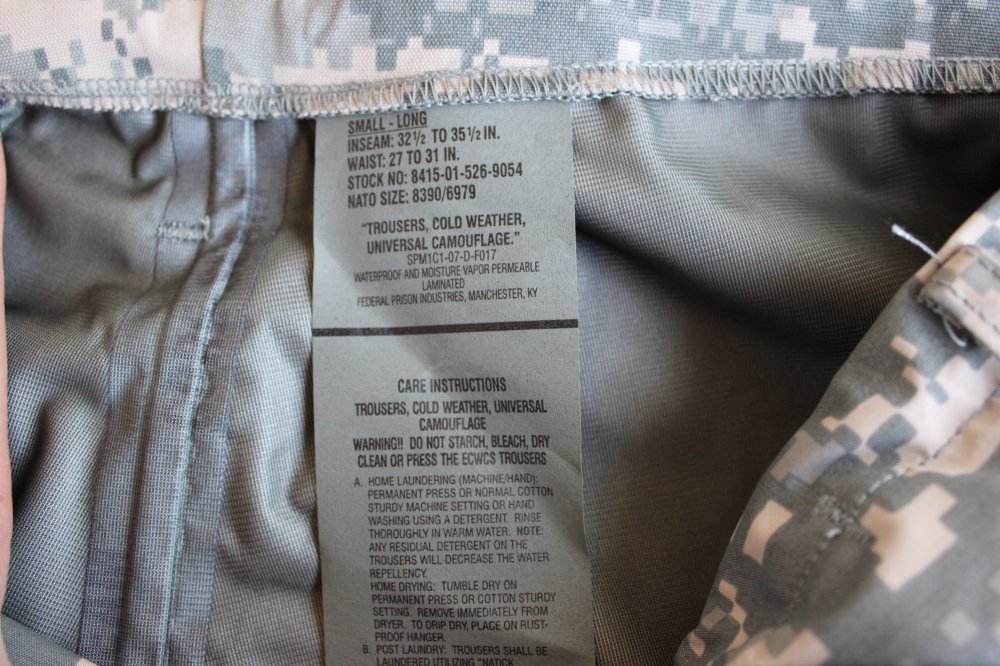 SMALL - LONG
INSEAM: 32 1/2 TO 35 1/2 IN.
WAIST: 27 TO 31 IN.
STOCK NO: 8415-01-526-9054
NATO SIZE: 8390/6979
"TROUSERS, COLD WEATHER,
UNIVERSAL CAMOUFLAGE."
SPM1C1-07-D-F017
WATERPROOF AND MOISTURE VAPOR PERMEABLE
LAMINATED
FEDERAL PRISON INDUSTRIES, MANCHESTER, KY
CARE INSTRUCTIONS
TROUSERS, COLD WEATHER, UNIVERSAL
CAMOUFLAGE
WARNING!! DO NOT STARCH, BLEACH, DRY
CLEAN OR PRESS THE ECWCS TROUSERS
A. HOME LAUNDERING (MACHINE/HAND):
PERMANENT PRESS OR NORMAL COTTON
STURDY MACHINE SETTING OR HAND
WASHING USING A DETERGENT. RINSE
THOROUGHLY IN WARM WATER. NOTE:
ANY RESIDUAL DETERGENT ON THE
TROUSERS WILL DECREASE THE WATER
REPELLENCY.
HOME DRYING: TUMBLE DRY ON
PERMANENT PRESS OR COTTON STURDY
SETTING. REMOVE IMMEDIATELY FROM
DRYER. TO DRIP DRY, PLACE ON RUST-
PROOF HANGER.
B. POST LAUNDRY: TROUSERS SHALL BE
LAUNDERED UTILIZING "NATICK